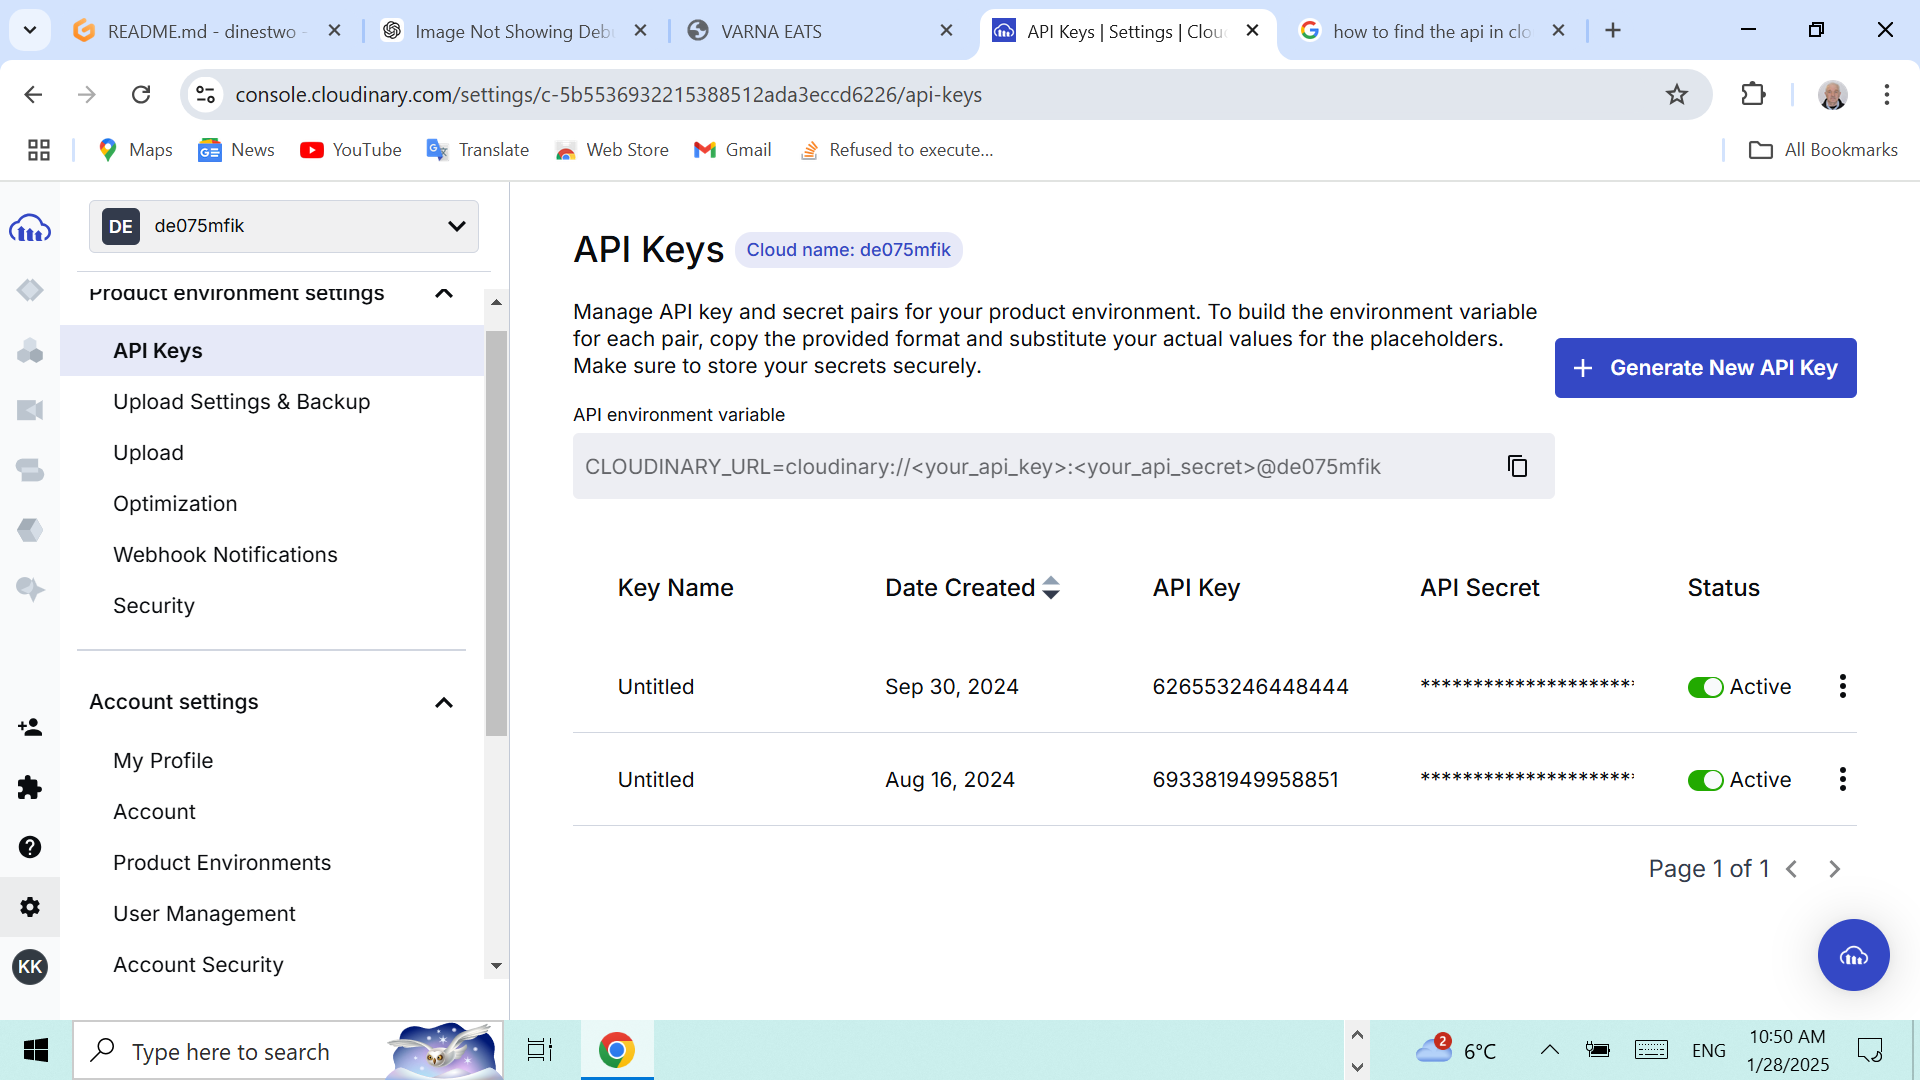 README.md - dinestwo -
Image Not Showing Deb
VARNA EATS
API Keys | Settings | Clou
how to find the api in clo
console.cloudinary.com/settings/c-5b5536932215388512ada3eccd6226/api-keys
Maps
News
YouTube
Translate
Web Store
Gmail
Refused to execute...
All Bookmarks
DE
de075mfik
Product environment settings
API Keys
Upload Settings & Backup
Upload
Optimization
Webhook Notifications
Security
Account settings
My Profile
Account
Product Environments
User Management
Account Security
KK
API Keys
Cloud name: de075mfik
Manage API key and secret pairs for your product environment. To build the environment variable
for each pair, copy the provided format and substitute your actual values for the placeholders.
Make sure to store your secrets securely.
Generate New API Key
API environment variable
CLOUDINARY_URL=cloudinary://<your_api_key>:<your_api_secret>@de075mfik
Key Name Date Created API Key API Secret Status
Untitled Sep 30, 2024 626553246448444 ******************** Active
Untitled Aug 16, 2024 693381949958851 ******************** Active
Page 1 of 1
Type here to search
2
6°C
ENG
10:50 AM
1/28/2025